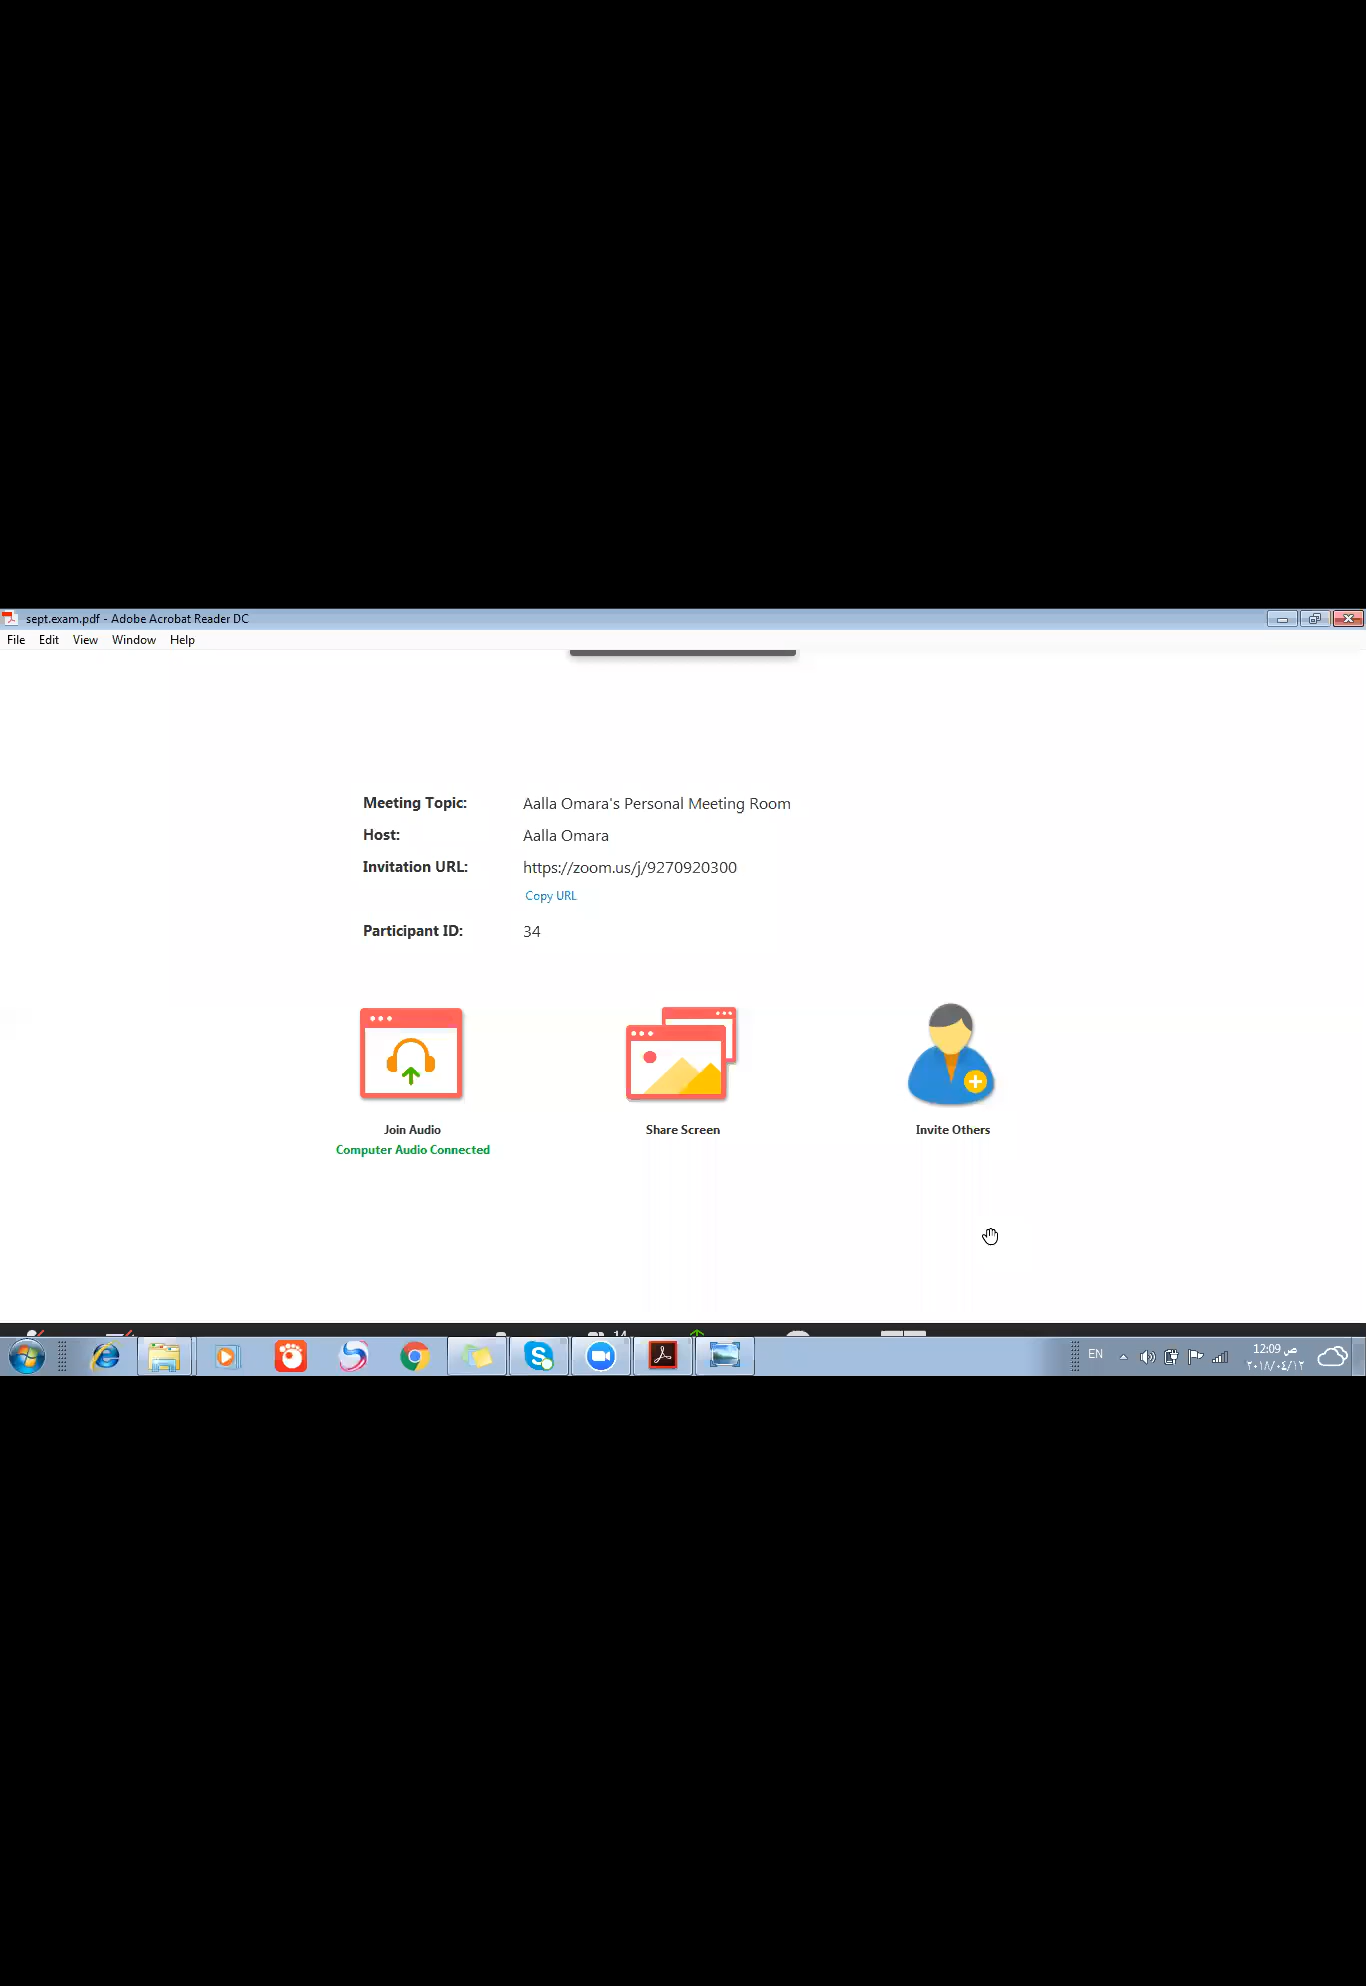 sept.exam.pdf - Adobe Acrobat Reader DC
File Edit View Window Help
Meeting Topic: Aalla Omara's Personal Meeting Room
Host: Aalla Omara
Invitation URL: https://zoom.us/j/9270920300
Copy URL
Participant ID: 34
Join Audio Share Screen Invite Others
Computer Audio Connected
14
EN
12:09 ص
٢٠١٨/٠٤/١٢